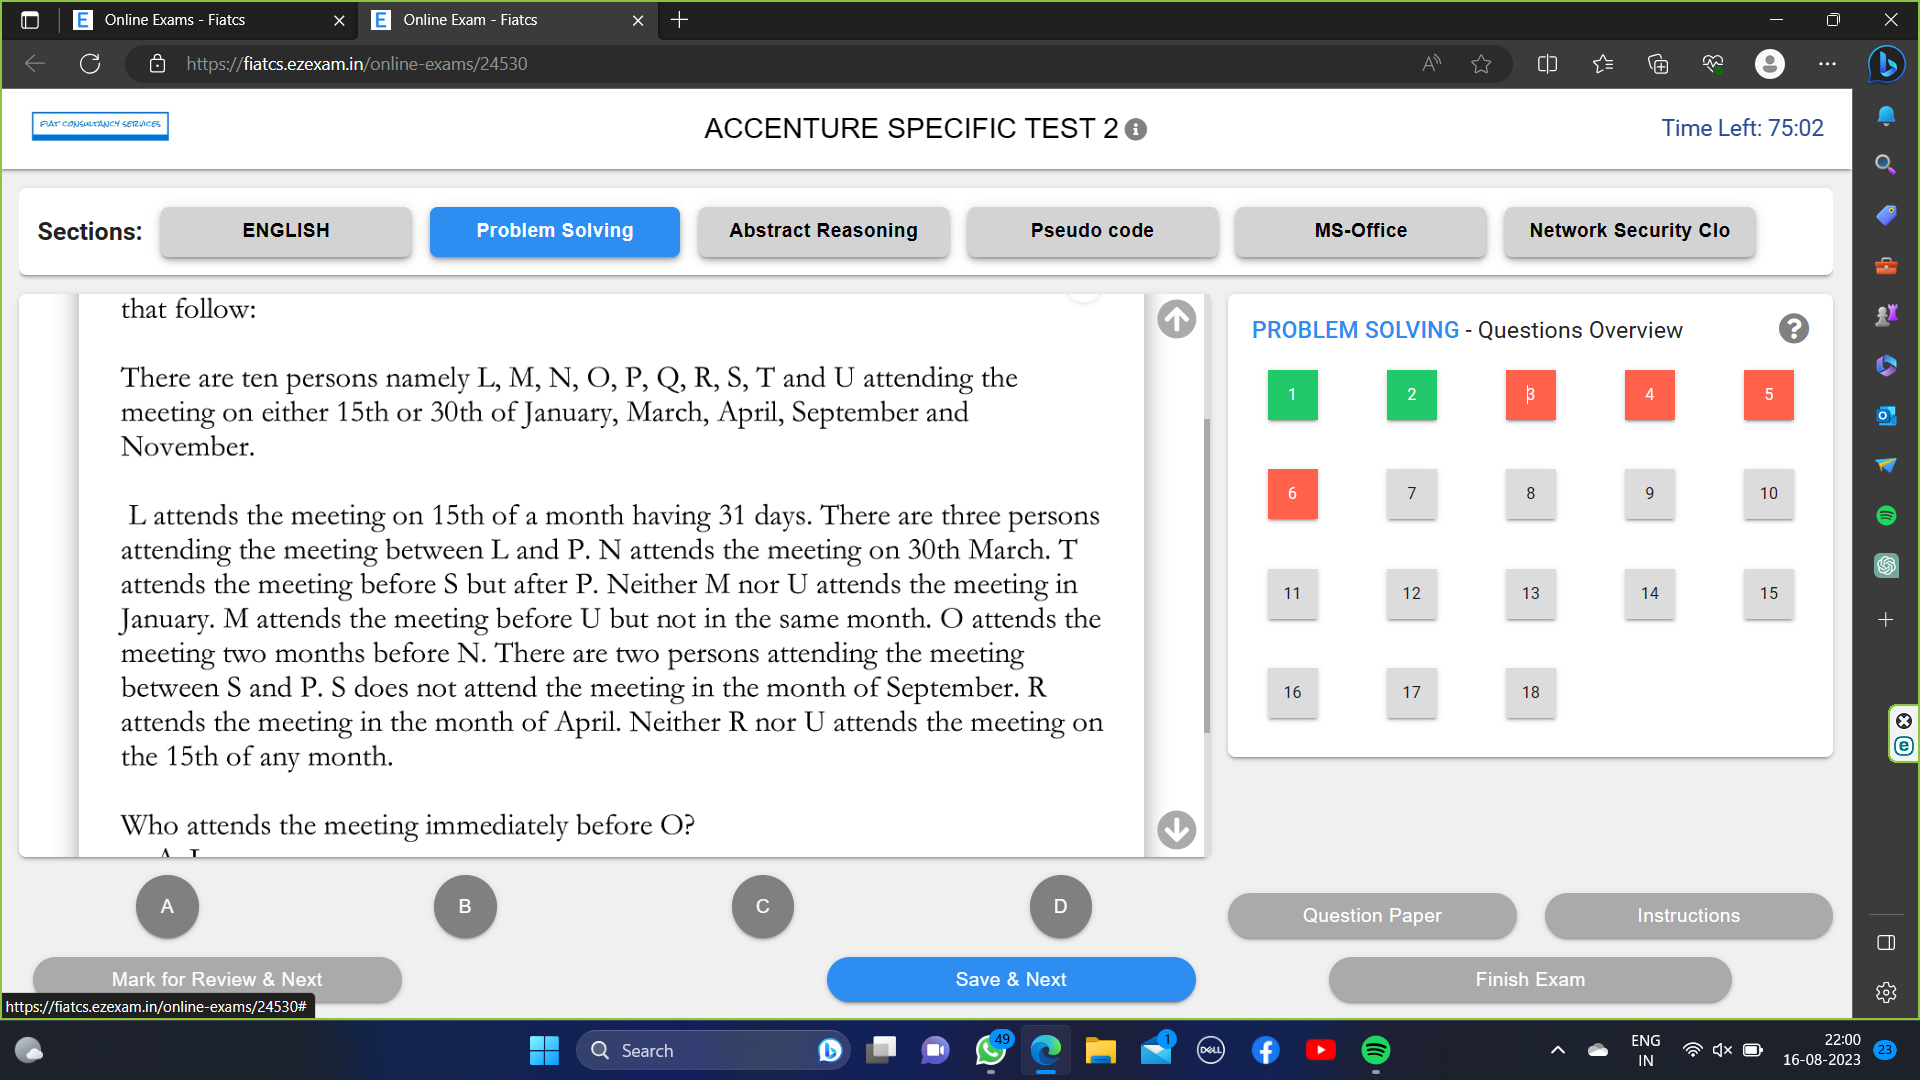 Online Exams - Fiatcs
Online Exam - Fiatcs
https://fiatcs.ezexam.in/online-exams/24530
FIAT CONSULTANCY SERVICES
ACCENTURE SPECIFIC TEST 2
Time Left: 75:02
Sections:
ENGLISH
Problem Solving
Abstract Reasoning
Pseudo code
MS-Office
Network Security Clo
that follow:
There are ten persons namely L, M, N, O, P, Q, R, S, T and U attending the
meeting on either 15th or 30th of January, March, April, September and
November.
L attends the meeting on 15th of a month having 31 days. There are three persons
attending the meeting between L and P. N attends the meeting on 30th March. T
attends the meeting before S but after P. Neither M nor U attends the meeting in
January. M attends the meeting before U but not in the same month. O attends the
meeting two months before N. There are two persons attending the meeting
between S and P. S does not attend the meeting in the month of September. R
attends the meeting in the month of April. Neither R nor U attends the meeting on
the 15th of any month.
Who attends the meeting immediately before O?
PROBLEM SOLVING - Questions Overview
1 2 3 4 5
6 7 8 9 10
11 12 13 14 15
16 17 18
A
B
C
D
Question Paper
Instructions
Mark for Review & Next
Save & Next
Finish Exam
https://fiatcs.ezexam.in/online-exams/24530#
Search
49
1
DELL
ENG
IN
22:00
16-08-2023
23